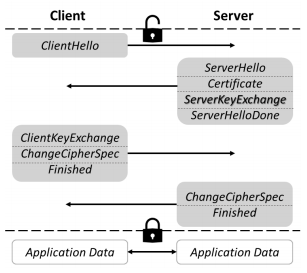 Client Server
ClientHello
ServerHello
Certificate
ServerKeyExchange
ServerHelloDone
ClientKeyExchange
ChangeCipherSpec
Finished
ChangeCipherSpec
Finished
Application Data Application Data